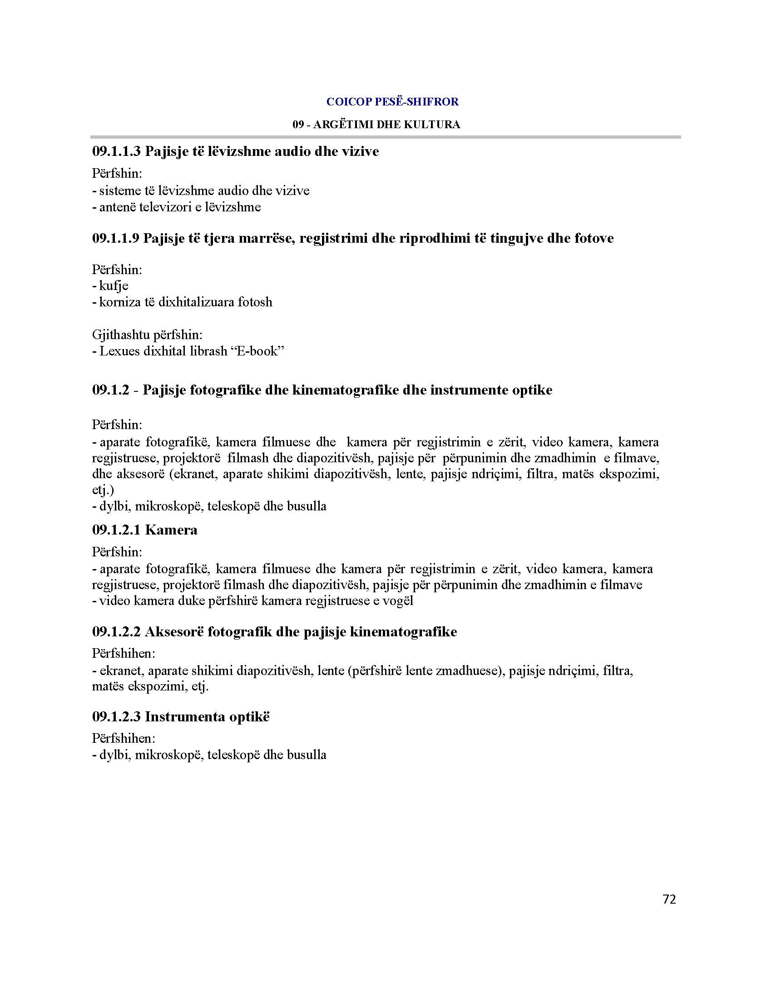 COICOP PESË-SHIFROR
09 - ARGËTIMI DHE KULTURA
09.1.1.3 Pajisje të lëvizshme audio dhe vizive
Përfshin:
- sisteme të lëvizshme audio dhe vizive
- antenë televizori e lëvizshme
09.1.1.9 Pajisje të tjera marrëse, regjistrimi dhe riprodhimi të tingujve dhe fotove
Përfshin:
- kufje
- korniza të dixhitalizuara fotosh
Gjithashtu përfshin:
- Lexues dixhital librash “E-book”
09.1.2 - Pajisje fotografike dhe kinematografike dhe instrumente optike
Përfshin:
- aparate fotografikë, kamera filmuese dhe kamera për regjistrimin e zërit, video kamera, kamera
regjistruese, projektorë filmash dhe diapozitivësh, pajisje për përpunimin dhe zmadhimin e filmave,
dhe aksesorë (ekranet, aparate shikimi diapozitivësh, lente, pajisje ndriçimi, filtra, matës ekspozimi,
etj.)
- dylbi, mikroskopë, teleskopë dhe busulla
09.1.2.1 Kamera
Përfshin:
- aparate fotografikë, kamera filmuese dhe kamera për regjistrimin e zërit, video kamera, kamera
regjistruese, projektorë filmash dhe diapozitivësh, pajisje për përpunimin dhe zmadhimin e filmave
- video kamera duke përfshirë kamera regjistruese e vogël
09.1.2.2 Aksesorë fotografik dhe pajisje kinematografike
Përfshihen:
- ekranet, aparate shikimi diapozitivësh, lente (përfshirë lente zmadhuese), pajisje ndriçimi, filtra,
matës ekspozimi, etj.
09.1.2.3 Instrumenta optikë
Përfshihen:
- dylbi, mikroskopë, teleskopë dhe busulla
72